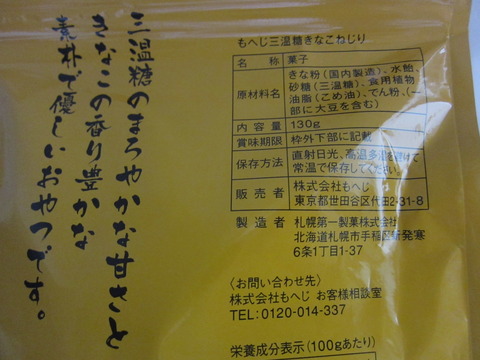 三温糖のまろやかな甘さと
きなこの香り豊かな
素朴で優しいおやつです。
もへじ三温糖きなこねじり
名 称 菓子
原材料名 きな粉(国内製造)、水飴、
砂糖(三温糖)、食用植物
油脂(こめ油)、でん粉、(一
部に大豆を含む)
内 容 量 130g
賞味期限 枠外下部に記載
保存方法 直射日光、高温多湿を避けて
常温で保存してください。
販 売 者 株式会社もへじ
東京都世田谷区代田2-31-8
製 造 者 札幌第一製菓株式会社
北海道札幌市手稲区新発寒
6条1丁目1-37
〈お問い合わせ先〉
株式会社もへじ お客様相談室
TEL:0120-014-337
栄養成分表示(100gあたり)